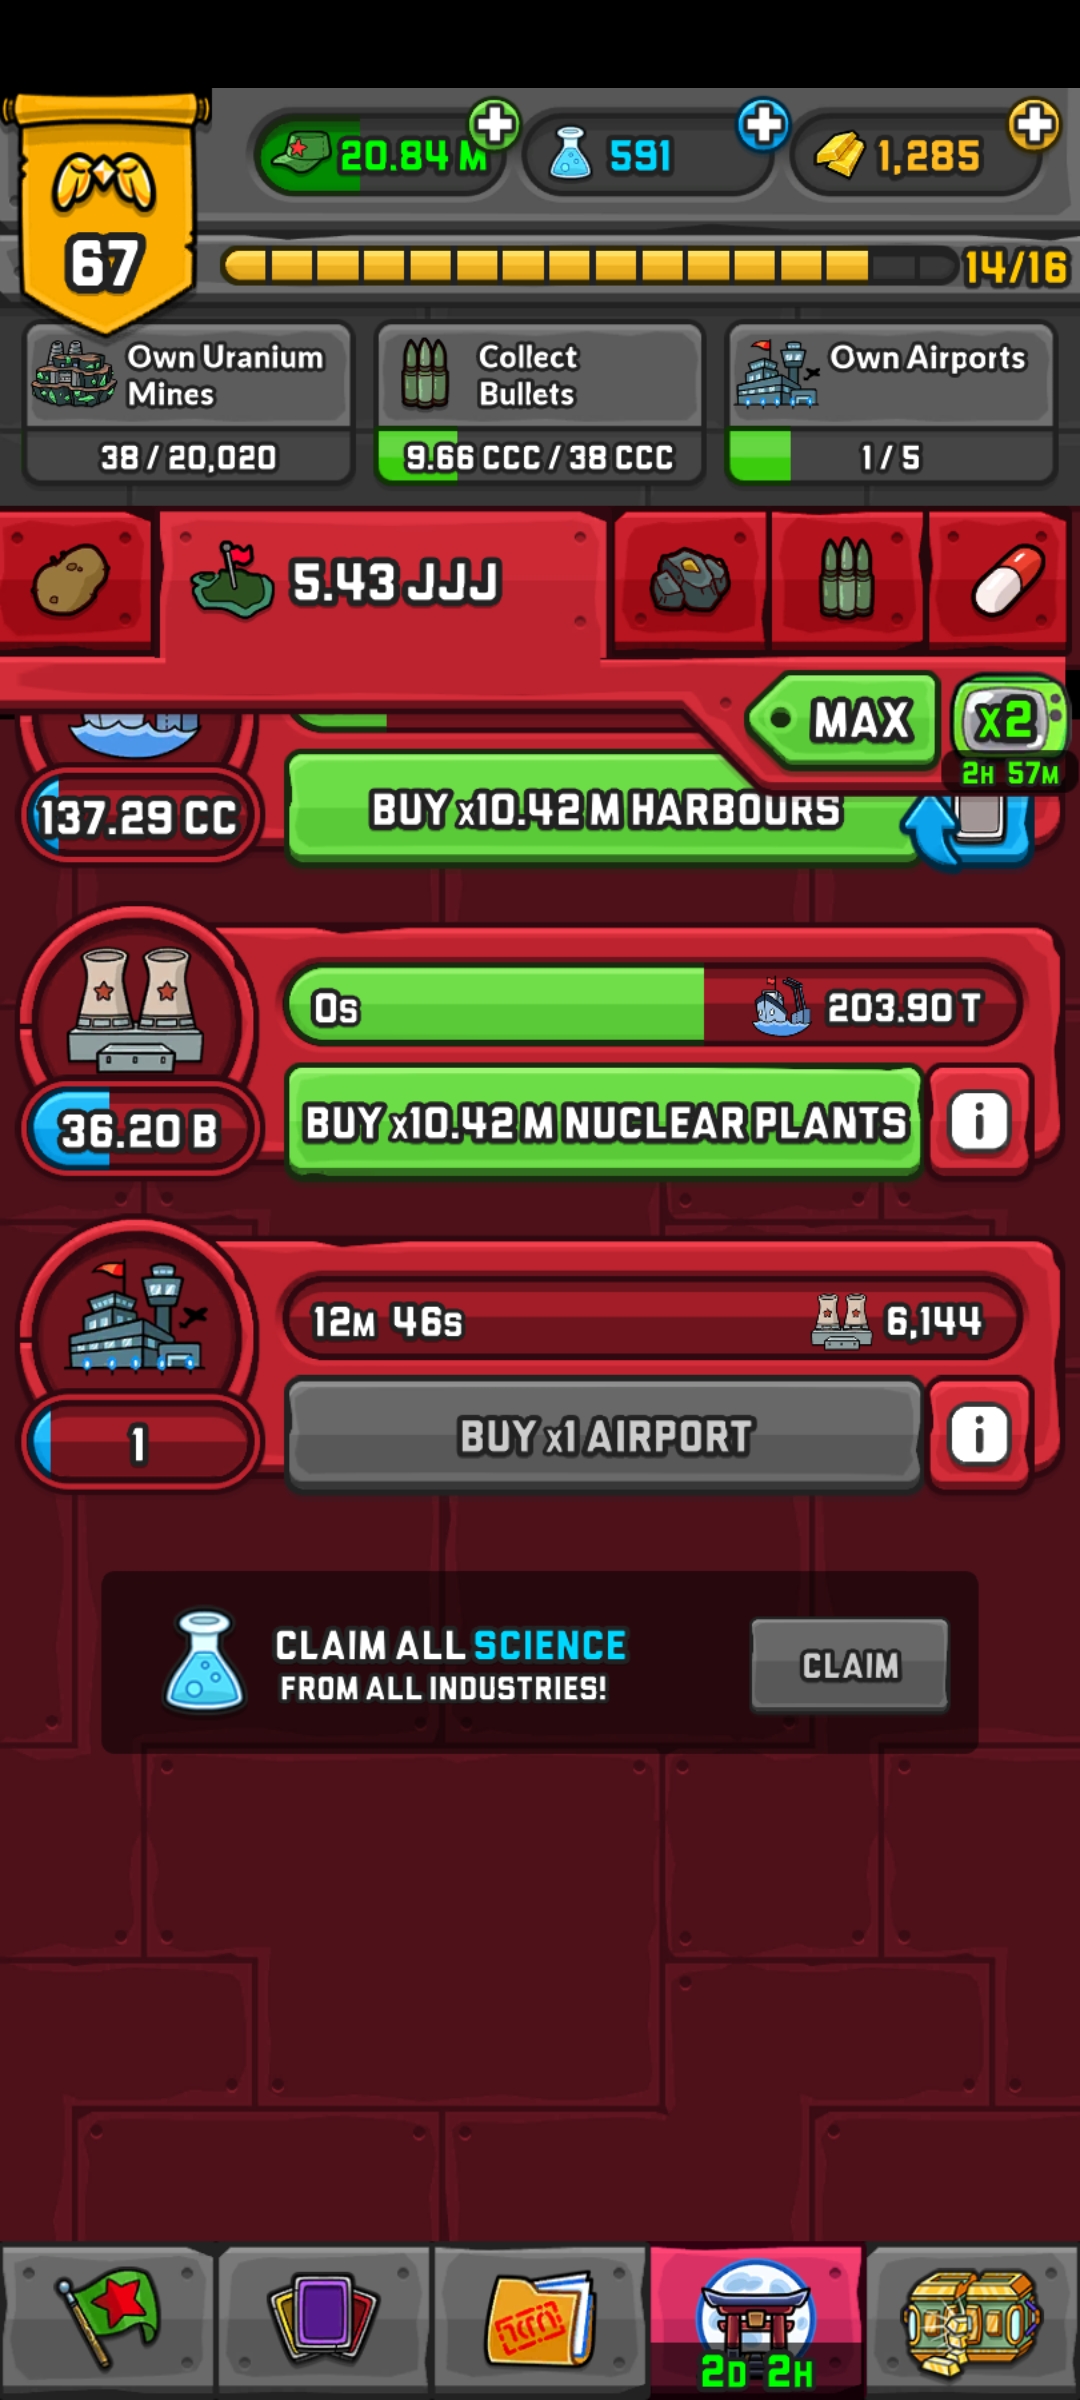 20.84 M
591
1,285
67
14/16
Own Uranium
Mines
38 / 20,020
Collect
Bullets
9.66 CCC / 38 CCC
Own Airports
1 / 5
5.43 JJJ
MAX
X2
2H 57M
137.29 CC
BUY x10.42 M HARBOURS
0s
203.90 T
36.20 B
BUY x10.42 M NUCLEAR PLANTS
i
12M 46s
6,144
1
BUY x1 AIRPORT
i
CLAIM ALL SCIENCE
FROM ALL INDUSTRIES!
CLAIM
2D 2H